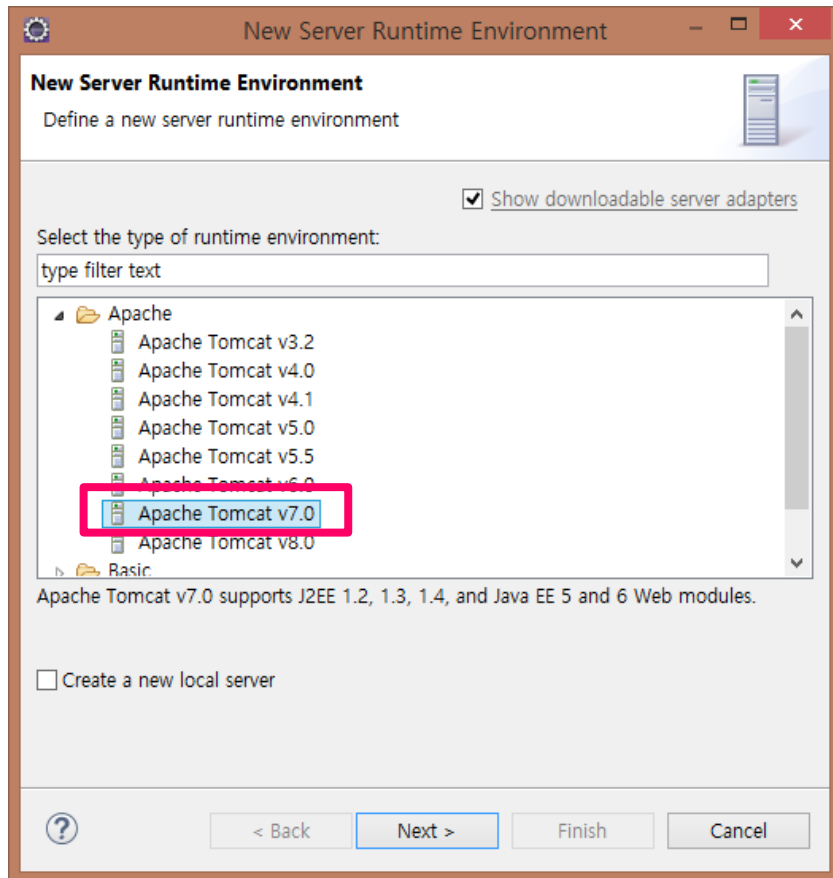 New Server Runtime Environment
New Server Runtime Environment
Define a new server runtime environment
Show downloadable server adapters
Select the type of runtime environment:
type filter text
Apache
Apache Tomcat v3.2
Apache Tomcat v4.0
Apache Tomcat v4.1
Apache Tomcat v5.0
Apache Tomcat v5.5
Apache Tomcat v6.0
Apache Tomcat v7.0
Apache Tomcat v8.0
Basic
Apache Tomcat v7.0 supports J2EE 1.2, 1.3, 1.4, and Java EE 5 and 6 Web modules.
Create a new local server
? < Back Next > Finish Cancel